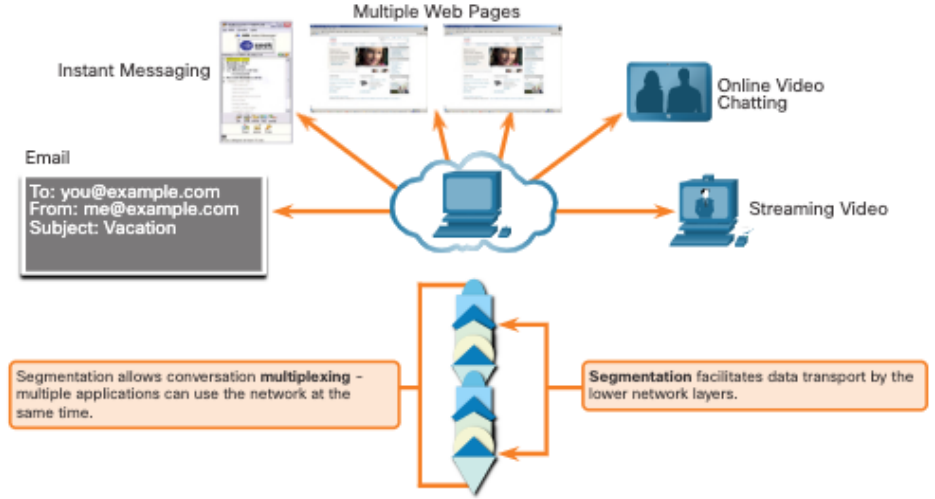 Multiple Web Pages
Instant Messaging
Online Video
Chatting
Email
To: you@example.com
From: me@example.com
Subject: Vacation
Streaming Video
Segmentation allows conversation multiplexing -
multiple applications can use the network at the
same time.
Segmentation facilitates data transport by the
lower network layers.